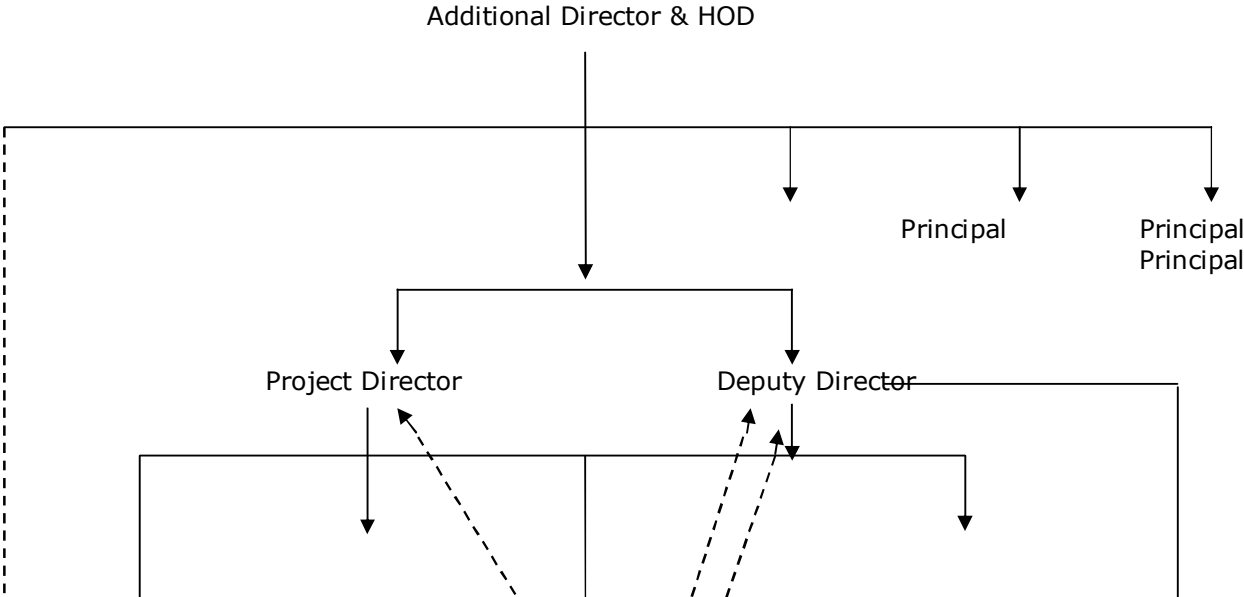 Additional Director & HOD
Principal Principal
Principal
Project Director Deputy Director